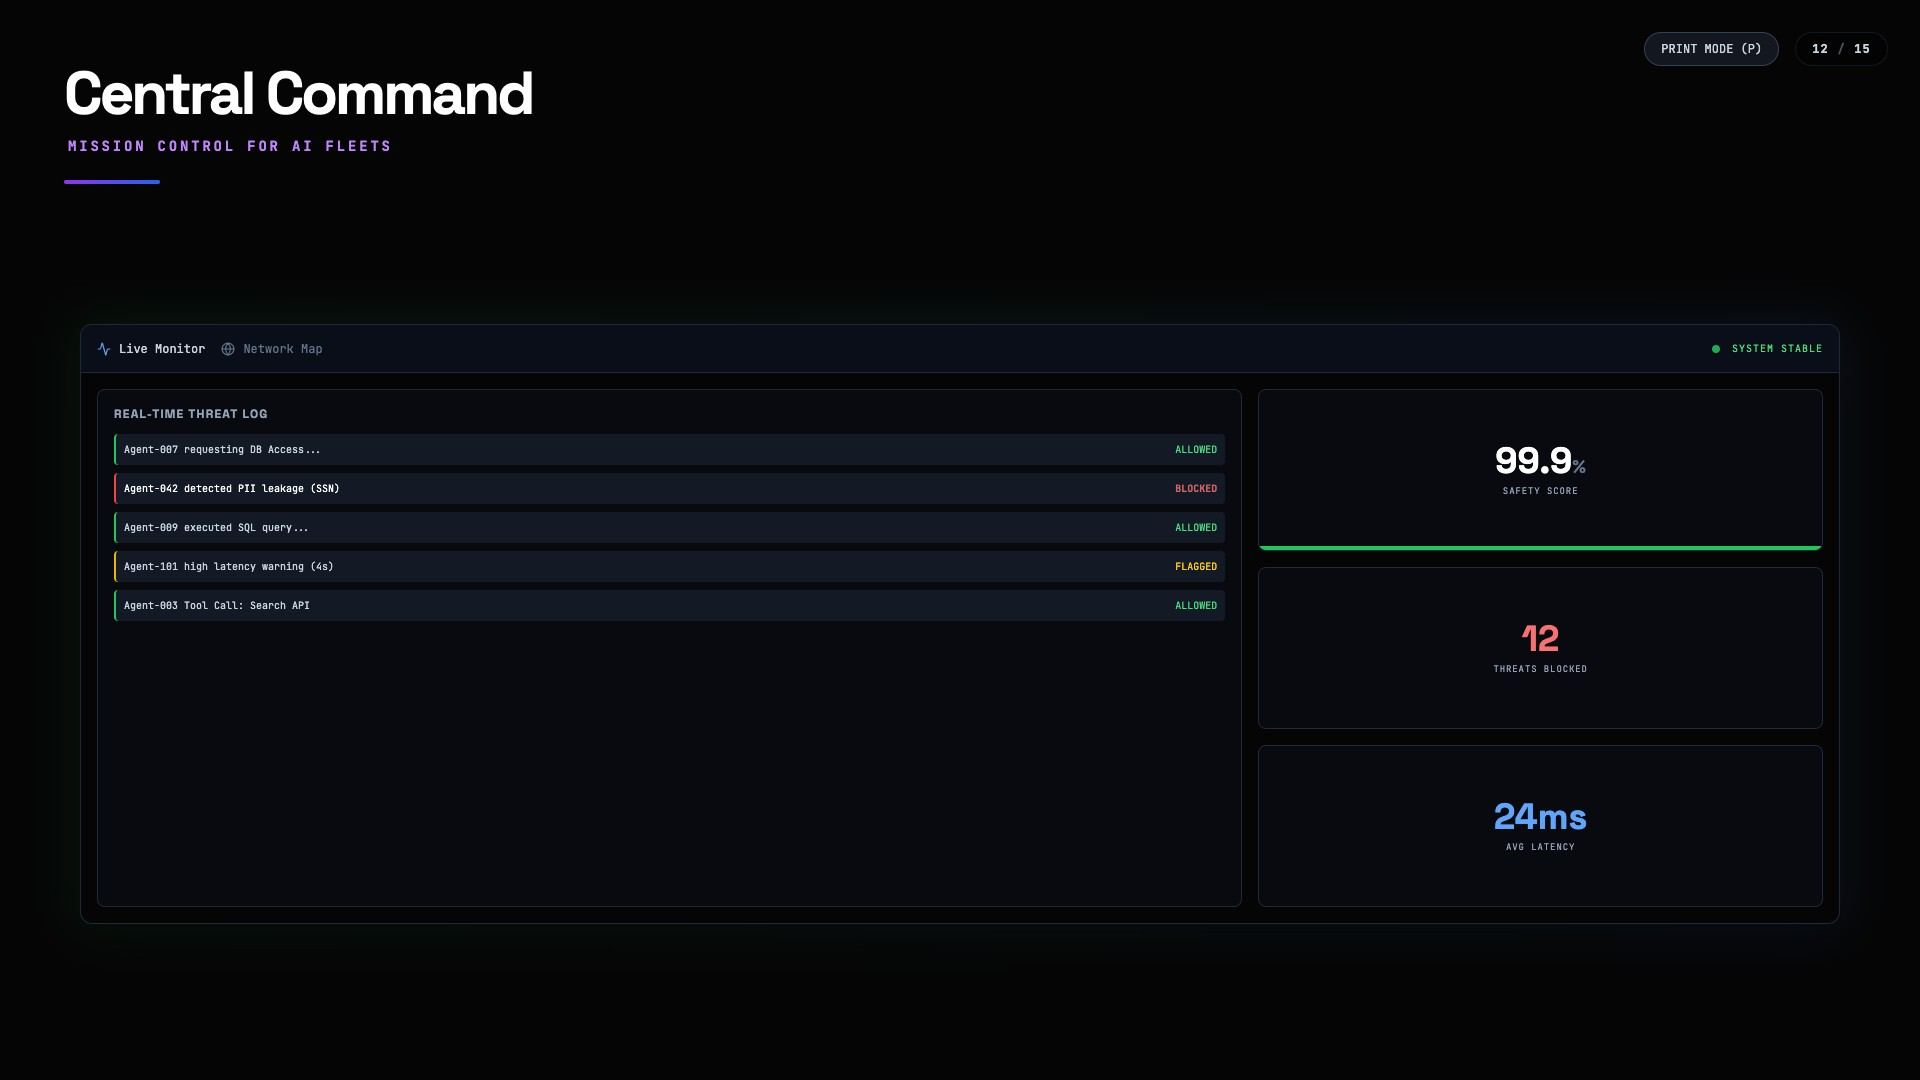 PRINT MODE (P)
12 / 15
Central Command
MISSION CONTROL FOR AI FLEETS
Live Monitor
Network Map
SYSTEM STABLE
REAL-TIME THREAT LOG
Agent-007 requesting DB Access... ALLOWED
Agent-042 detected PII leakage (SSN) BLOCKED
Agent-009 executed SQL query... ALLOWED
Agent-101 high latency warning (4s) FLAGGED
Agent-003 Tool Call: Search API ALLOWED
99.9%
SAFETY SCORE
12
THREATS BLOCKED
24ms
AVG LATENCY